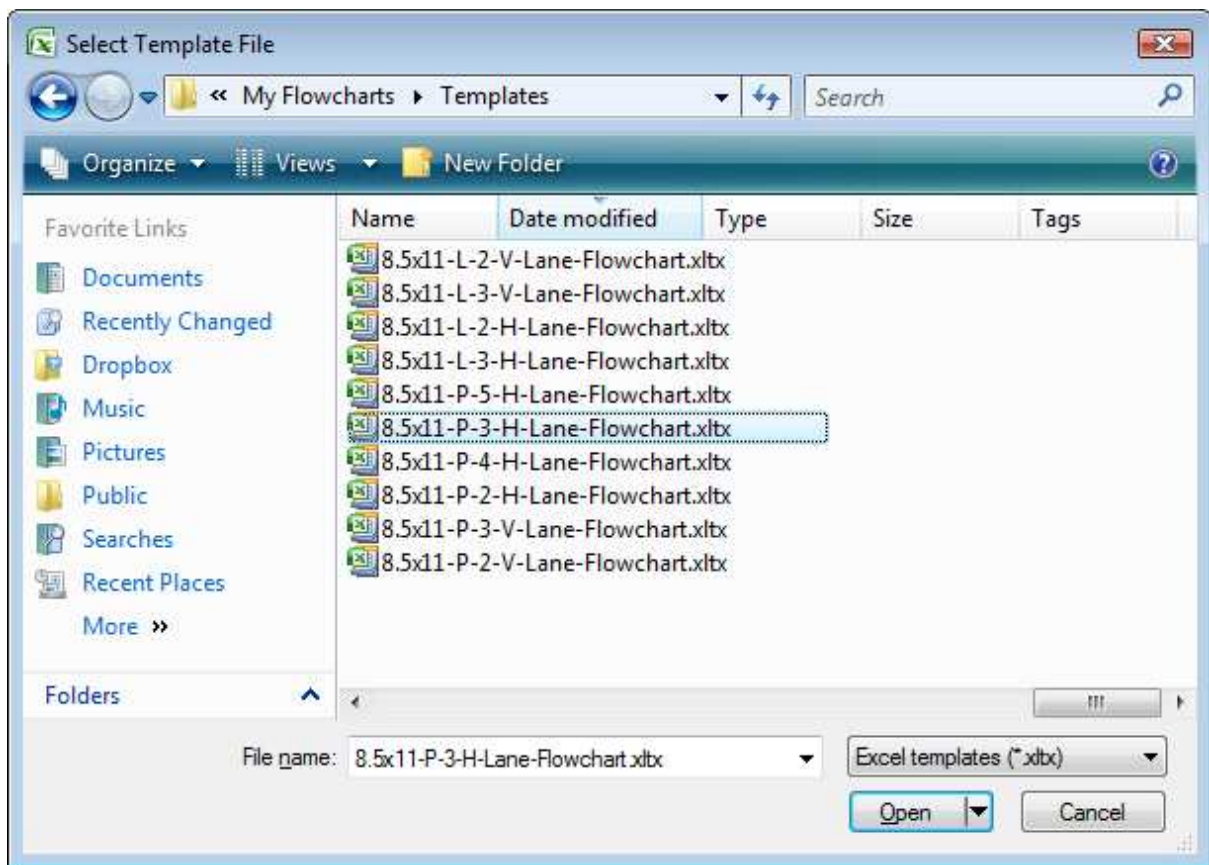 Select Template File
« My Flowcharts Templates
Search
Organize Views New Folder
Name Date modified Type Size Tags
Favorite Links
Documents
Recently Changed
Dropbox
Music
Pictures
Public
Searches
Recent Places
More »
Folders
8.5x11-L-2-V-Lane-Flowchart.xltx
8.5x11-L-3-V-Lane-Flowchart.xltx
8.5x11-L-2-H-Lane-Flowchart.xltx
8.5x11-L-3-H-Lane-Flowchart.xltx
8.5x11-P-5-H-Lane-Flowchart.xltx
8.5x11-P-3-H-Lane-Flowchart.xltx
8.5x11-P-4-H-Lane-Flowchart.xltx
8.5x11-P-2-H-Lane-Flowchart.xltx
8.5x11-P-3-V-Lane-Flowchart.xltx
8.5x11-P-2-V-Lane-Flowchart.xltx
File name: 8.5x11-P-3-H-Lane-Flowchart.xltx Excel templates (*.xltx)
Open Cancel